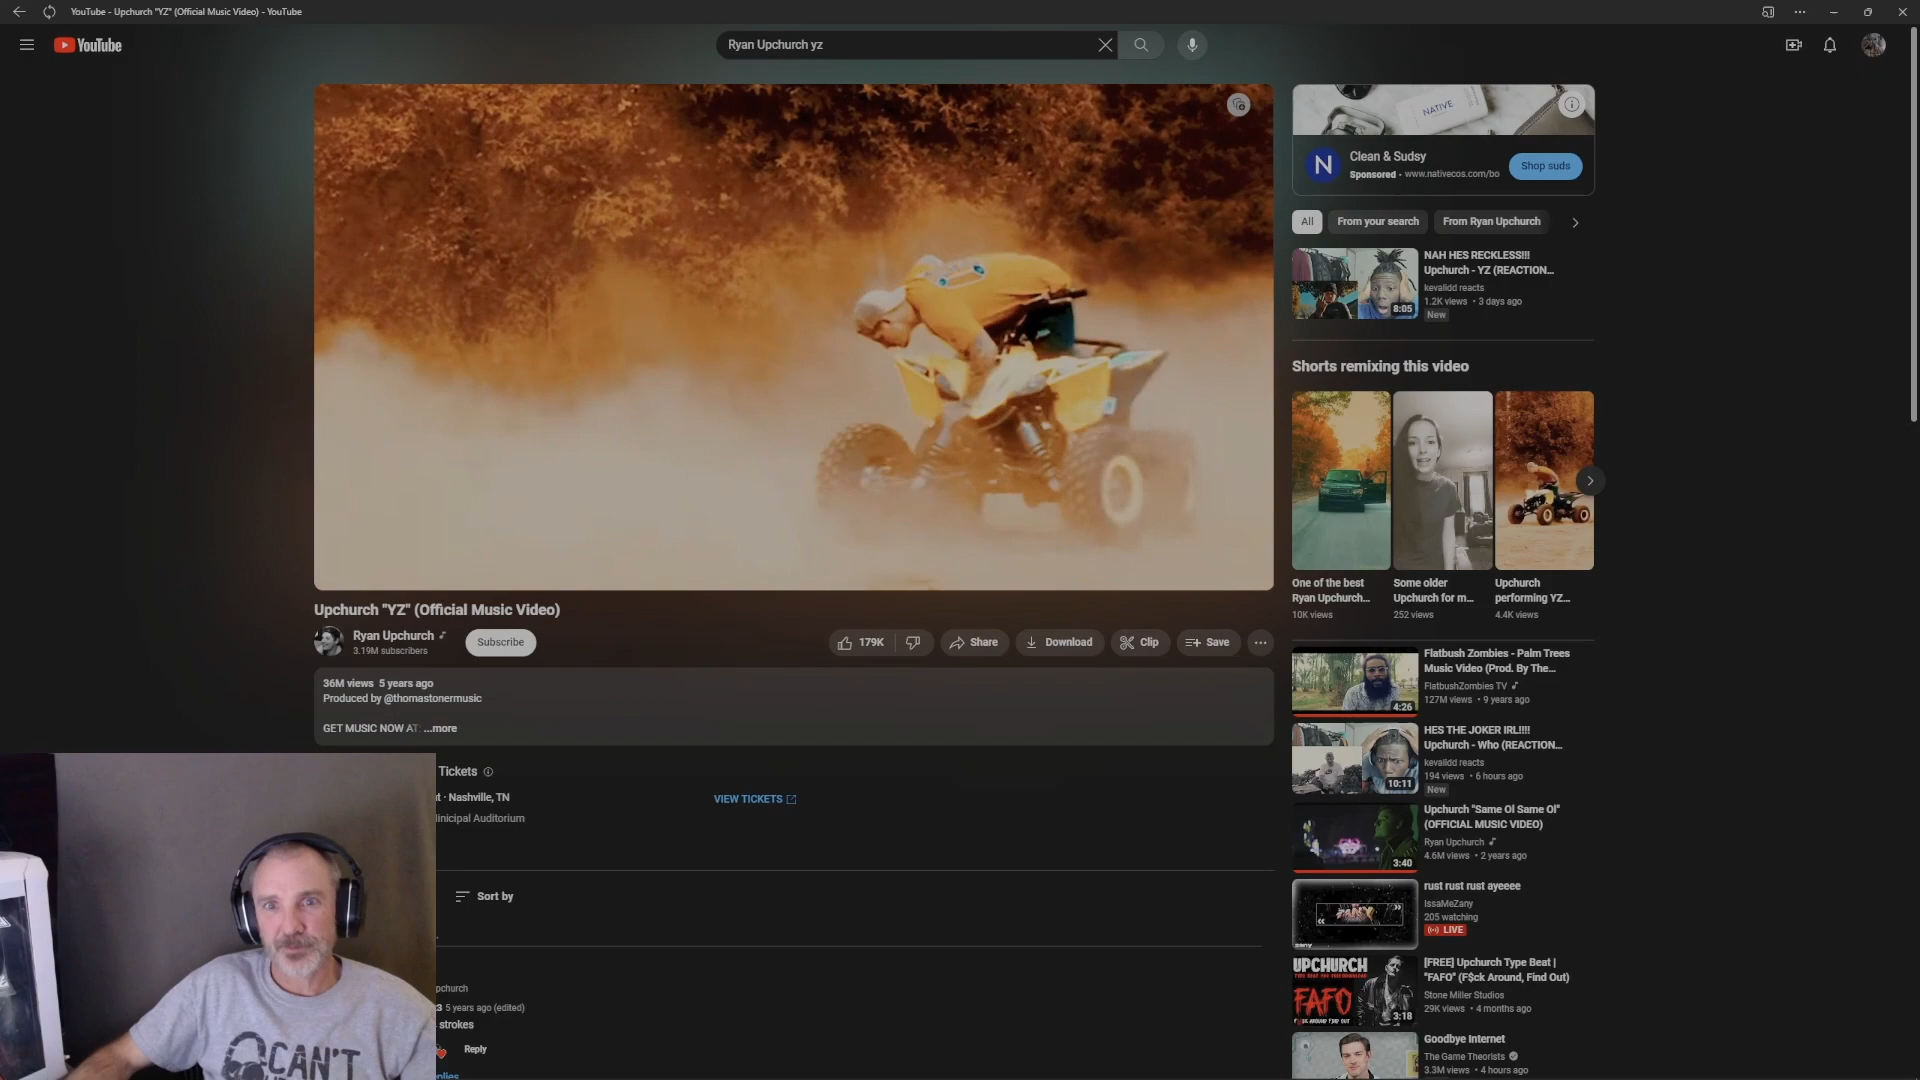 YouTube - Upchurch "YZ" (Official Music Video) - YouTube
YouTube
Ryan Upchurch yz
NATIVE
Clean & Sudsy
Sponsored · www.nativecos.com/bo
Shop suds
All
From your search
From Ryan Upchurch
NAH HES RECKLESS!!!
Upchurch - YZ (REACTION...
kevalidd reacts
1.2K views • 3 days ago
New
8:05
Shorts remixing this video
One of the best
Ryan Upchurch...
10K views
Some older
Upchurch for m...
252 views
Upchurch
performing YZ...
4.4K views
Upchurch "YZ" (Official Music Video)
Ryan Upchurch
3.19M subscribers
Subscribe
179K
Share
Download
Clip
Save
36M views 5 years ago
Produced by @thomastonermusic
GET MUSIC NOW AT: ...more
Tickets
t · Nashville, TN
unicipal Auditorium
VIEW TICKETS
Sort by
pchurch
3 5 years ago (edited)
strokes
Reply
plies
CAN'T
Flatbush Zombies - Palm Trees
Music Video (Prod. By The...
FlatbushZombies TV
127M views • 9 years ago
4:26
HES THE JOKER IRL!!!!
Upchurch - Who (REACTION...
kevalidd reacts
194 views • 6 hours ago
New
10:11
Upchurch "Same Ol Same Ol"
(OFFICIAL MUSIC VIDEO)
Ryan Upchurch
4.6M views • 2 years ago
3:40
rust rust rust ayeeee
IssaMeZany
205 watching
LIVE
ZANY
[FREE] Upchurch Type Beat |
"FAFO" (F$ck Around, Find Out)
Stone Miller Studios
29K views • 4 months ago
UPCHURCH
FAFO
3:18
Goodbye Internet
The Game Theorists
3.3M views • 4 hours ago